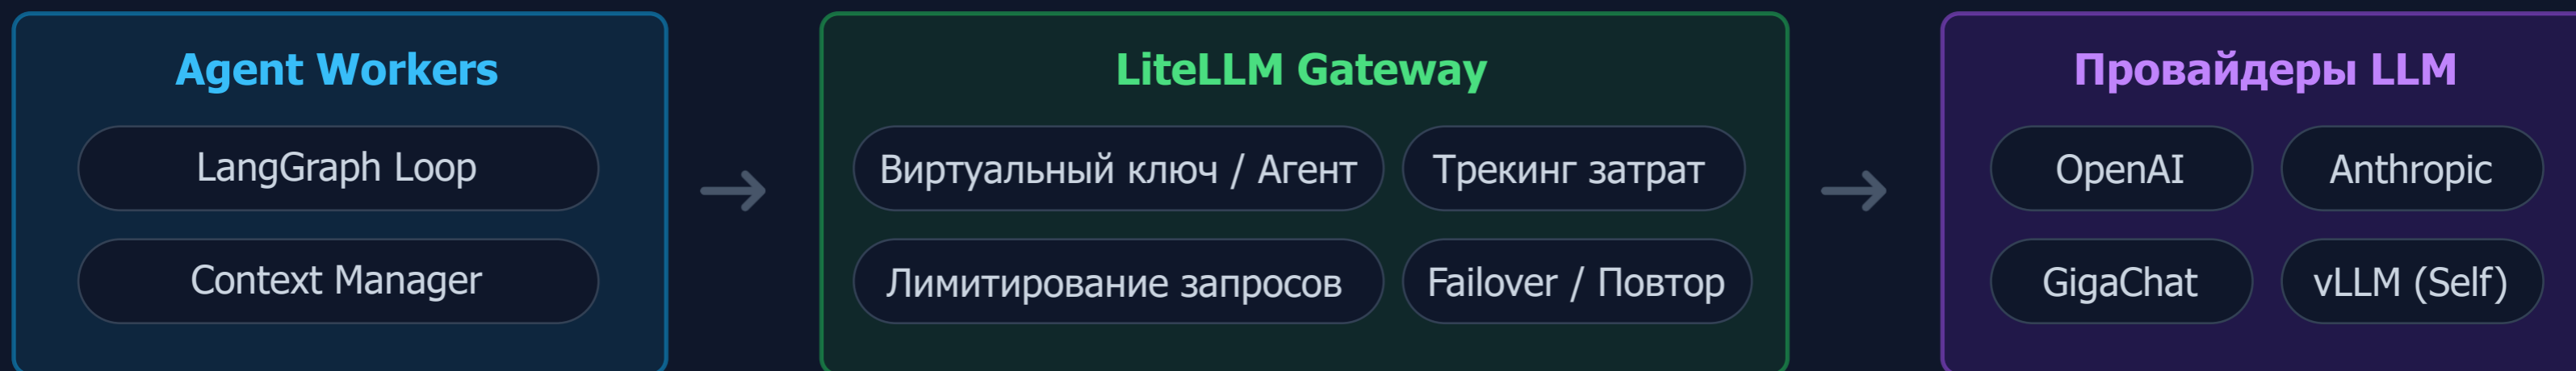 Agent Workers
LangGraph Loop
Context Manager
→
LiteLLM Gateway
Виртуальный ключ / Агент
Трекинг затрат
Лимитирование запросов
Failover / Повтор
→
Провайдеры LLM
OpenAI
Anthropic
GigaChat
vLLM (Self)